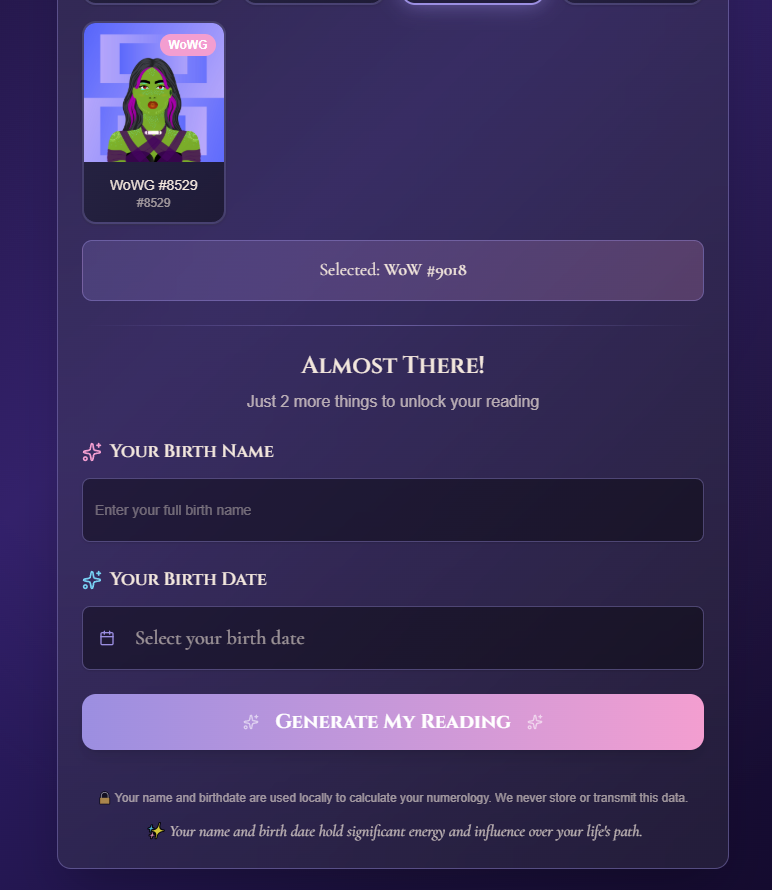 WoWG
WoWG #8529
#8529
Selected: WoW #9018
Almost There!
Just 2 more things to unlock your reading
Your Birth Name
Enter your full birth name
Your Birth Date
Select your birth date
Generate My Reading
Your name and birthdate are used locally to calculate your numerology. We never store or transmit this data.
Your name and birth date hold significant energy and influence over your life's path.